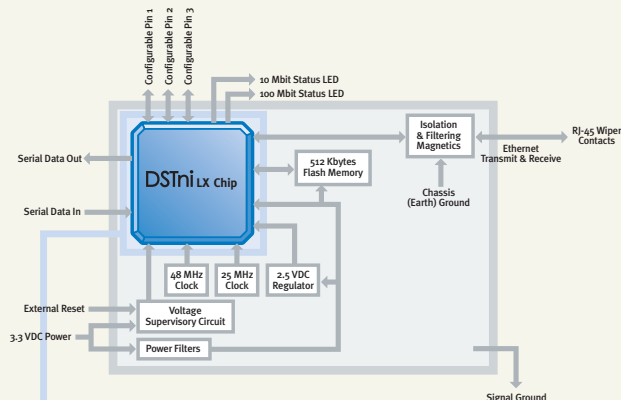 Configurable Pin 1
Configurable Pin 2
Configurable Pin 3
10 Mbit Status LED
100 Mbit Status LED
Isolation
& Filtering
Magnetics
RJ-45 Wiper
Contacts
Ethernet
Transmit & Receive
Serial Data Out
DSTni LX Chip
512 Kbytes
Flash Memory
Chassis
(Earth) Ground
Serial Data In
48 MHz
Clock
25 MHz
Clock
2.5 VDC
Regulator
External Reset
Voltage
Supervisory Circuit
3.3 VDC Power
Power Filters
Signal Ground